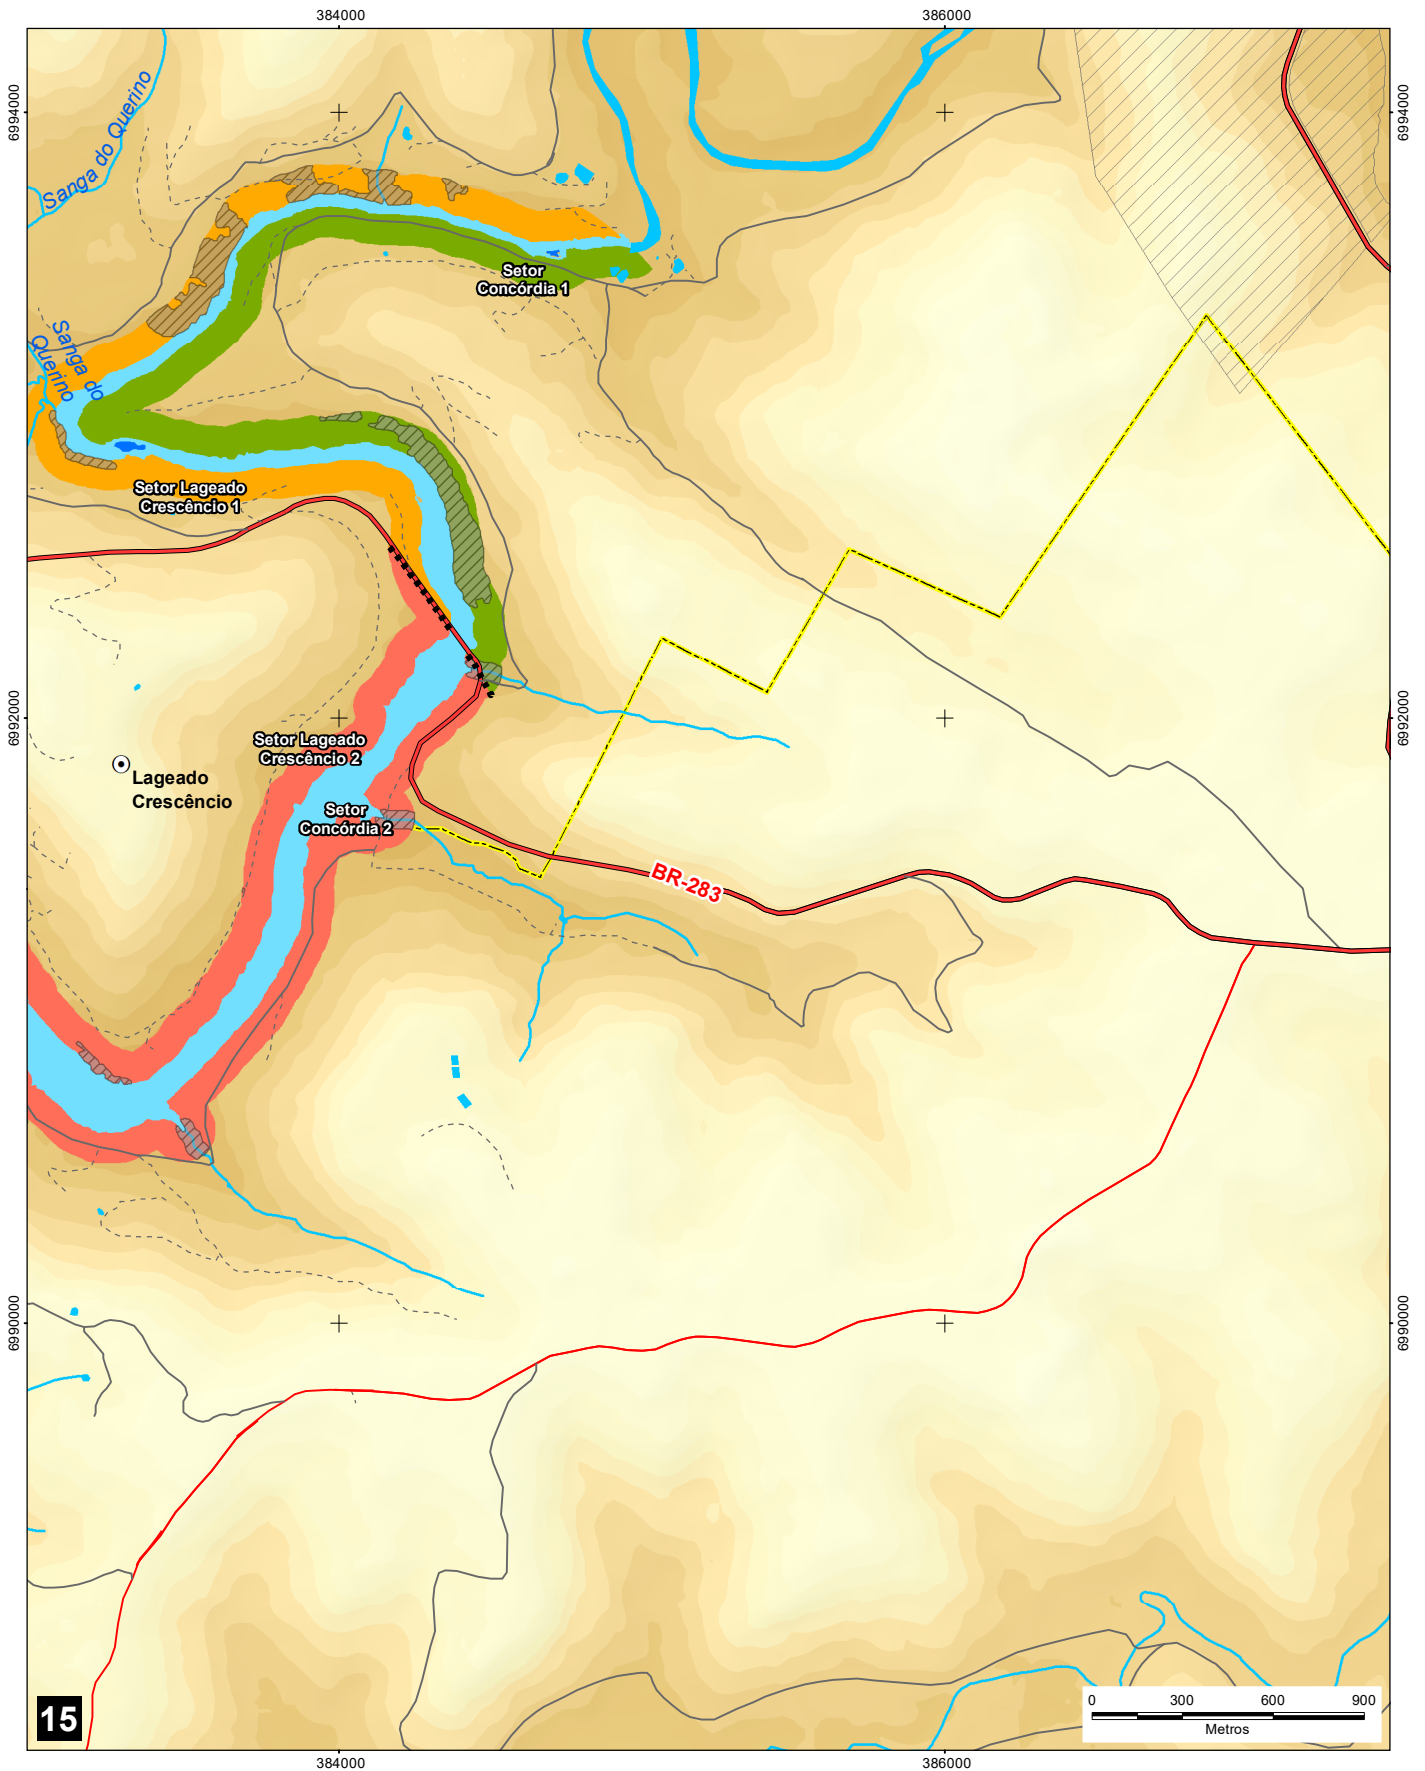 384000
386000
6994000
6994000
Sanga do Querino
Setor
Concórdia 1
Sanga do
Querino
Setor Lageado
Crescêncio 1
6992000
6992000
Setor Lageado
Crescêncio 2
Lageado
Crescêncio
Setor
Concórdia 2
BR-283
6990000
6990000
15
0 300 600 900
Metros
384000
386000